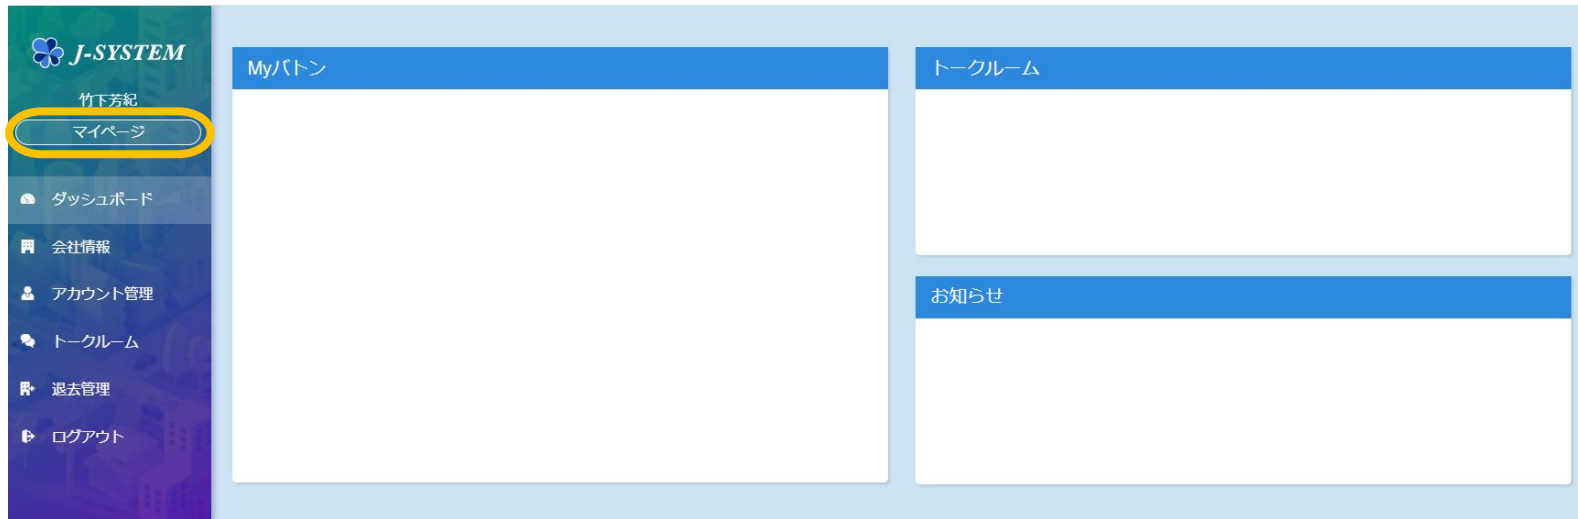 J-SYSTEM
竹下芳紀
マイページ
ダッシュボード
会社情報
アカウント管理
トークルーム
退去管理
ログアウト
Myバトン
トークルーム
お知らせ